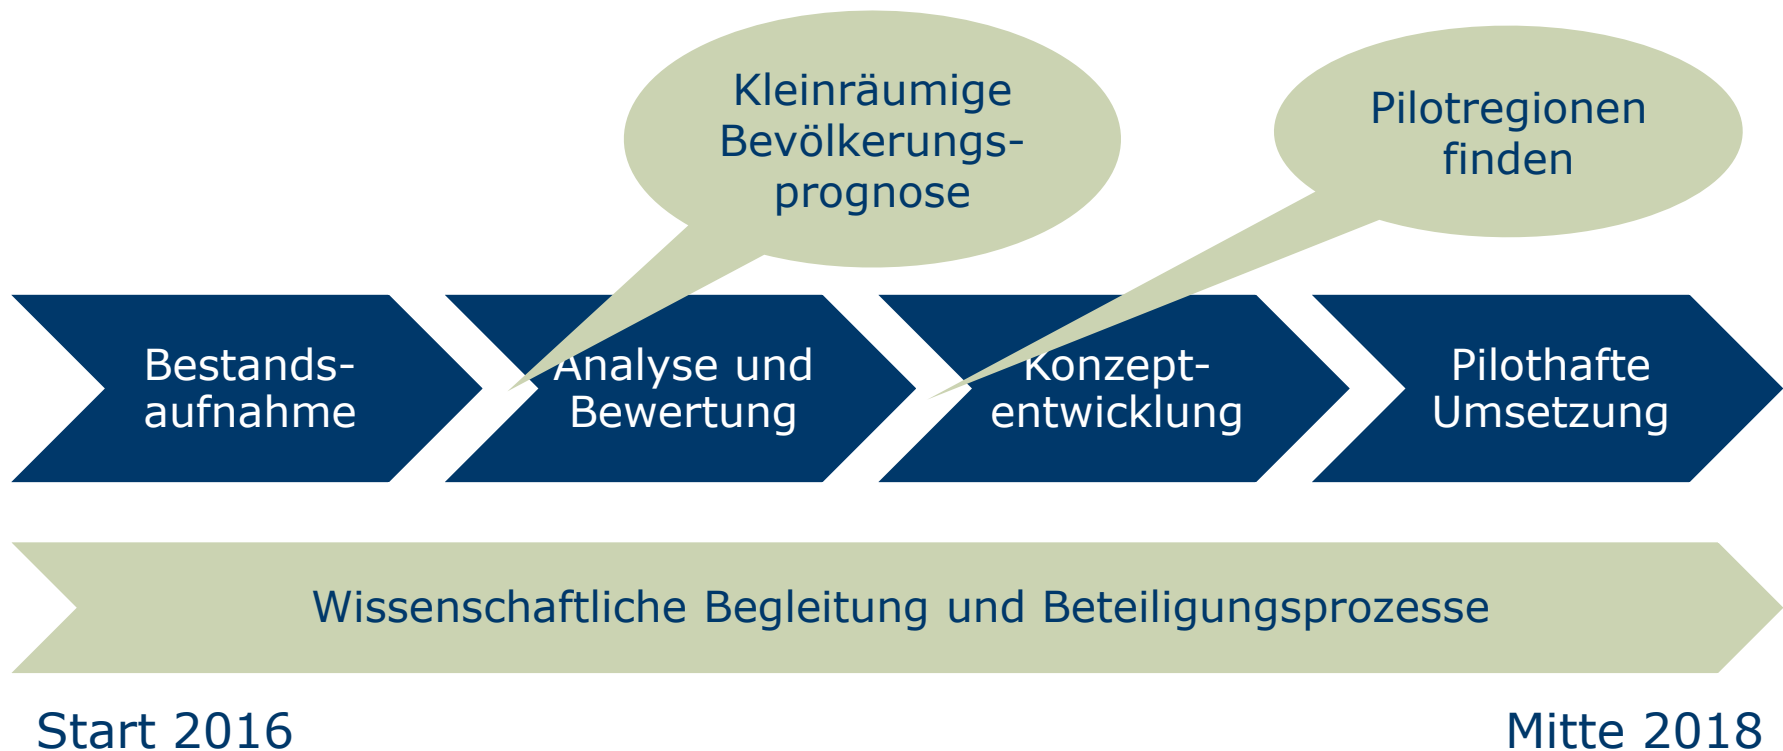 Kleinräumige
Bevölkerungs-
prognose
Pilotregionen
finden
Bestands-
aufnahme
Analyse und
Bewertung
Konzept-
entwicklung
Pilothafte
Umsetzung
Wissenschaftliche Begleitung und Beteiligungsprozesse
Start 2016
Mitte 2018